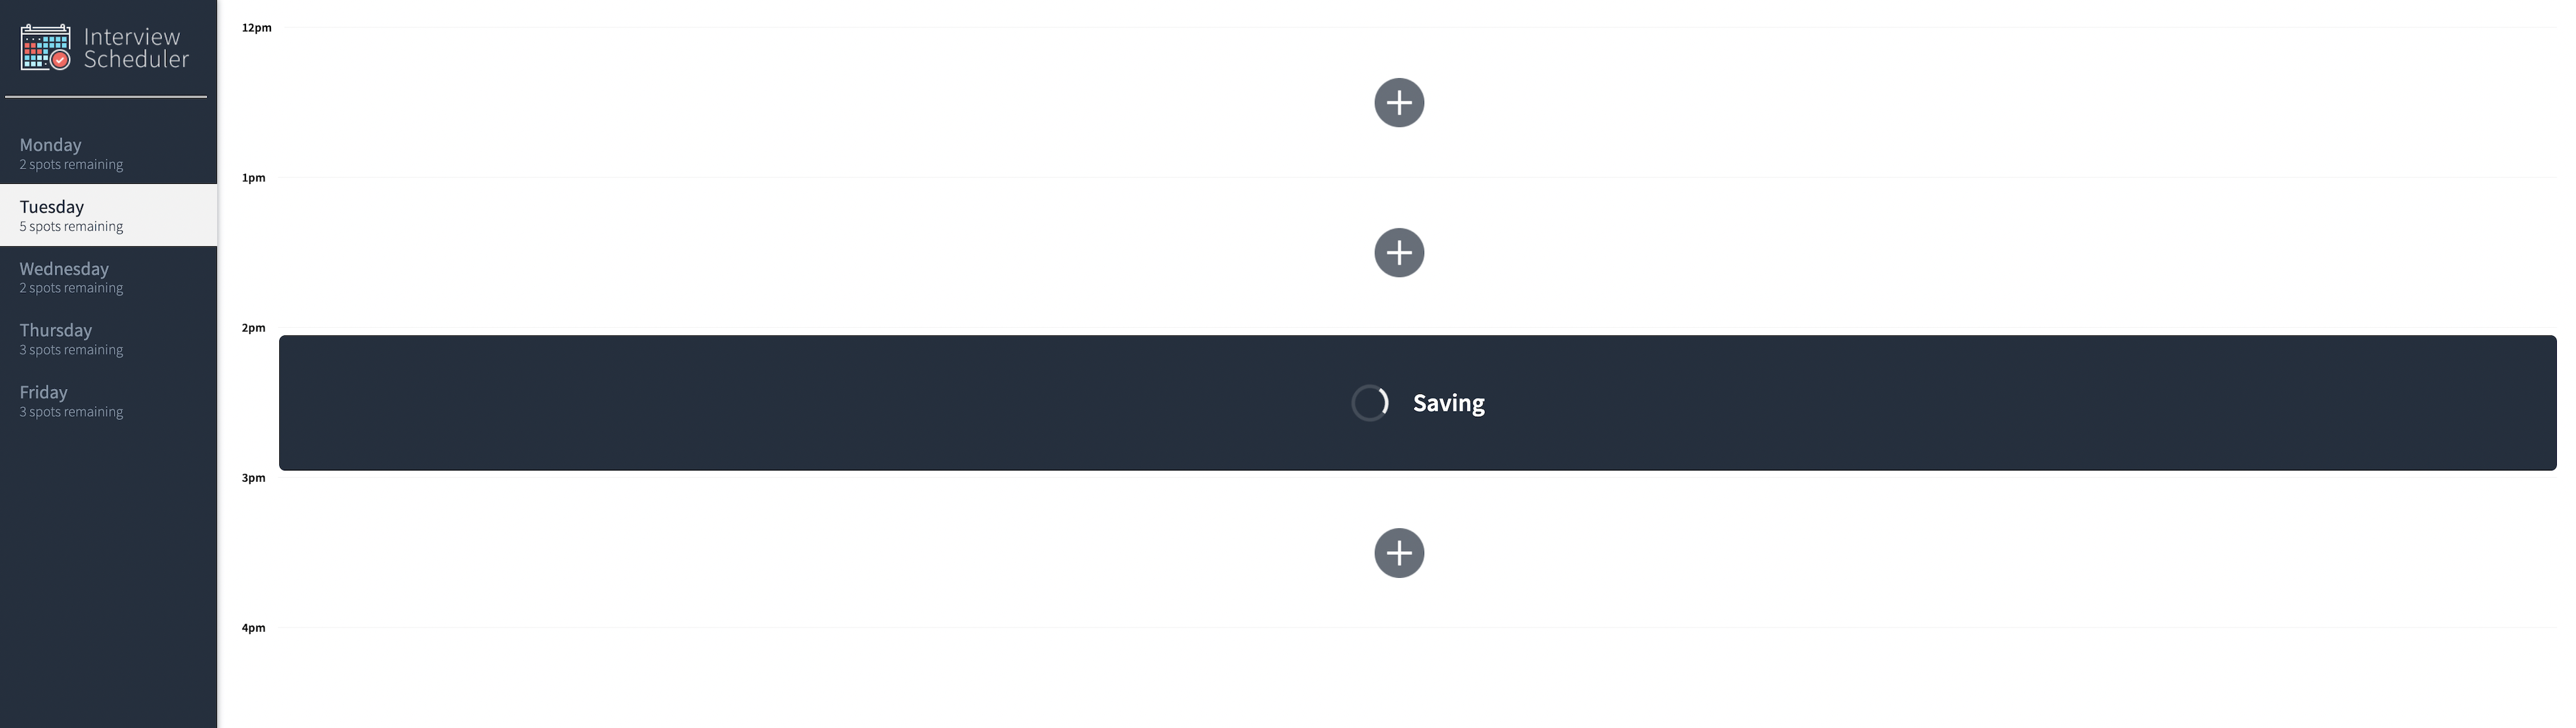 Interview
Scheduler
Monday
2 spots remaining
Tuesday
5 spots remaining
Wednesday
2 spots remaining
Thursday
3 spots remaining
Friday
3 spots remaining
12pm
1pm
2pm
Saving
3pm
4pm